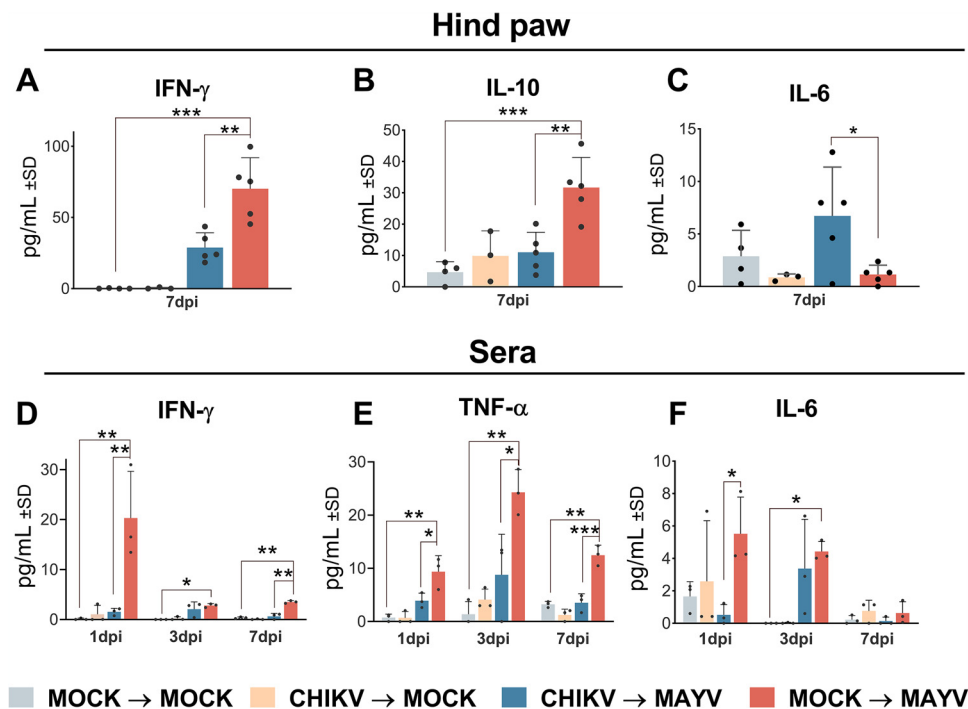 Hind paw
A
IFN-γ
pg/mL ±SD
100
50
0
***
**
7dpi
B
IL-10
pg/mL ±SD
50
40
30
20
10
0
***
**
7dpi
C
IL-6
pg/mL ±SD
15
10
5
0
*
7dpi
Sera
D
IFN-γ
pg/mL ±SD
30
20
10
0
**
**
*
**
**
1dpi 3dpi 7dpi
E
TNF-α
pg/mL ±SD
30
20
10
0
**
*
**
*
**
***
1dpi 3dpi 7dpi
F
IL-6
pg/mL ±SD
10
8
6
4
2
0
*
*
1dpi 3dpi 7dpi
MOCK → MOCK CHIKV → MOCK CHIKV → MAYV MOCK → MAYV